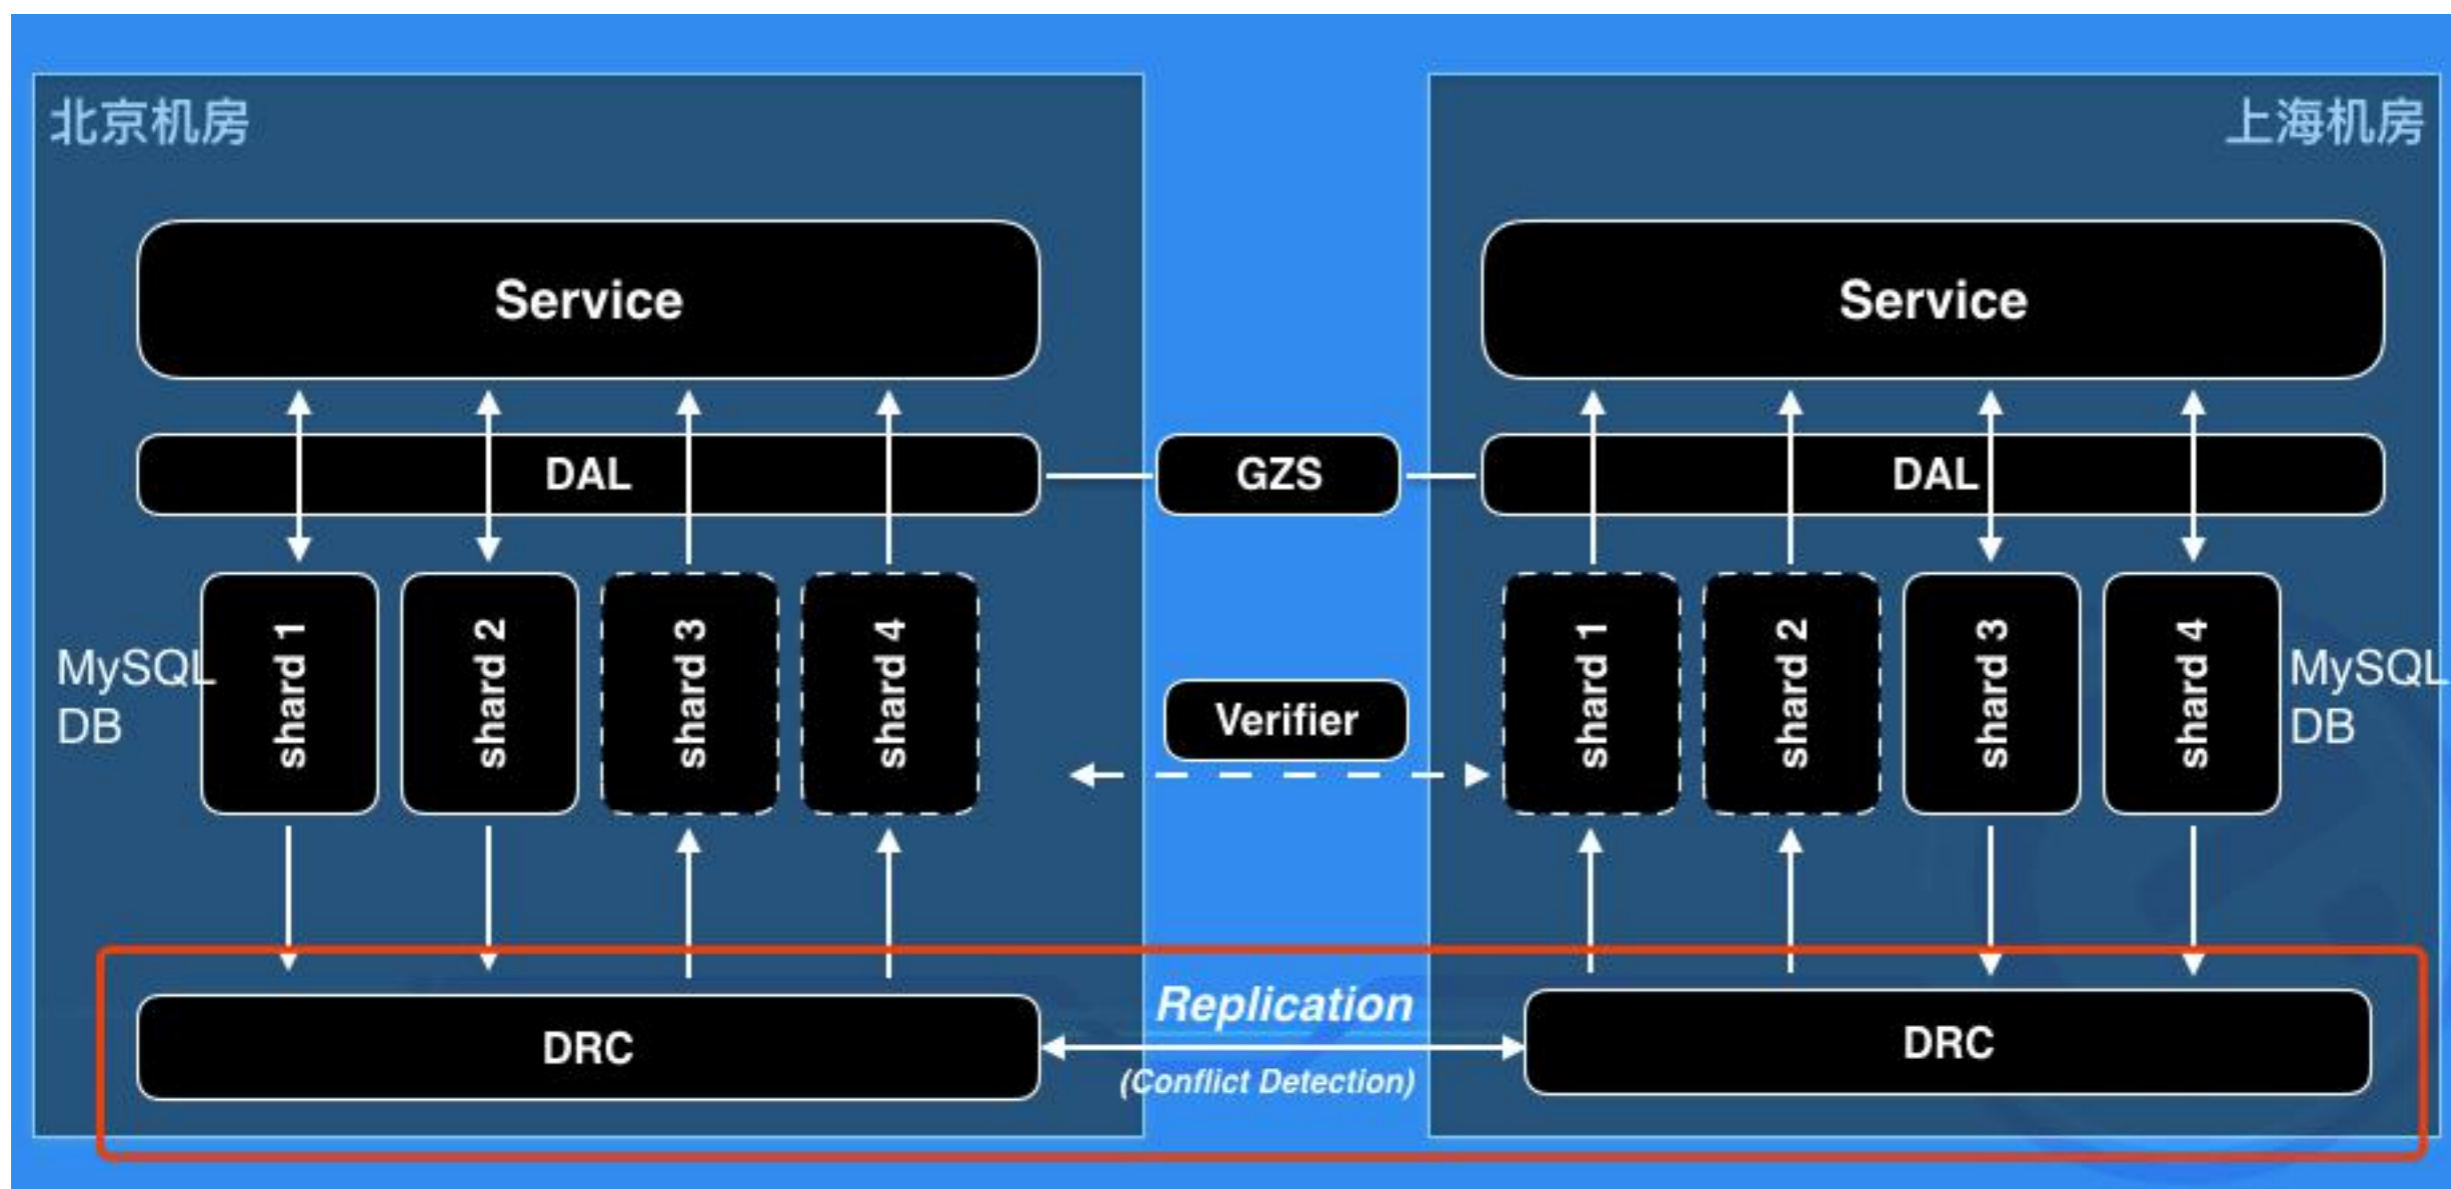 北京机房
上海机房
Service
Service
DAL
GZS
DAL
MySQL
DB
shard 1
shard 2
shard 3
shard 4
Verifier
shard 1
shard 2
shard 3
shard 4
MySQL
DB
DRC
Replication
(Conflict Detection)
DRC